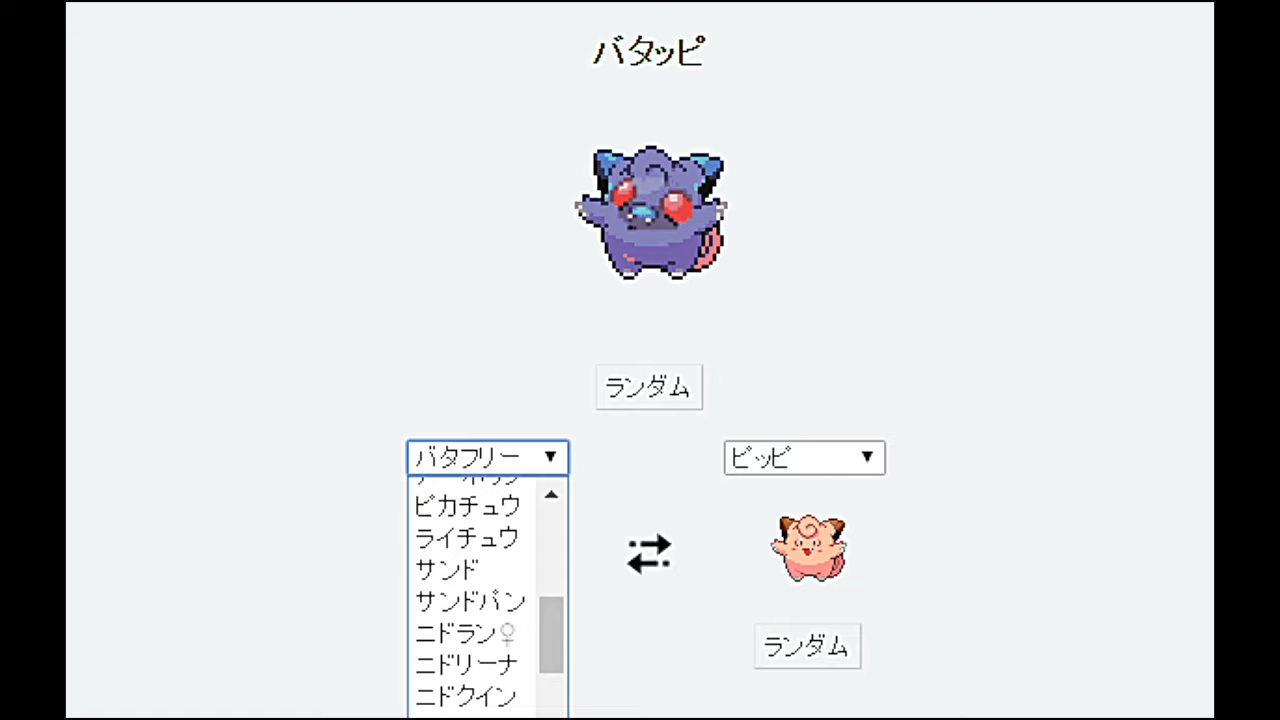 バタッピ
ランダム
バタフリー
ピッピ
ピカチュウ
ライチュウ
サンド
サンドパン
ニドラン♀
ニドリーナ
ニドクイン
ランダム